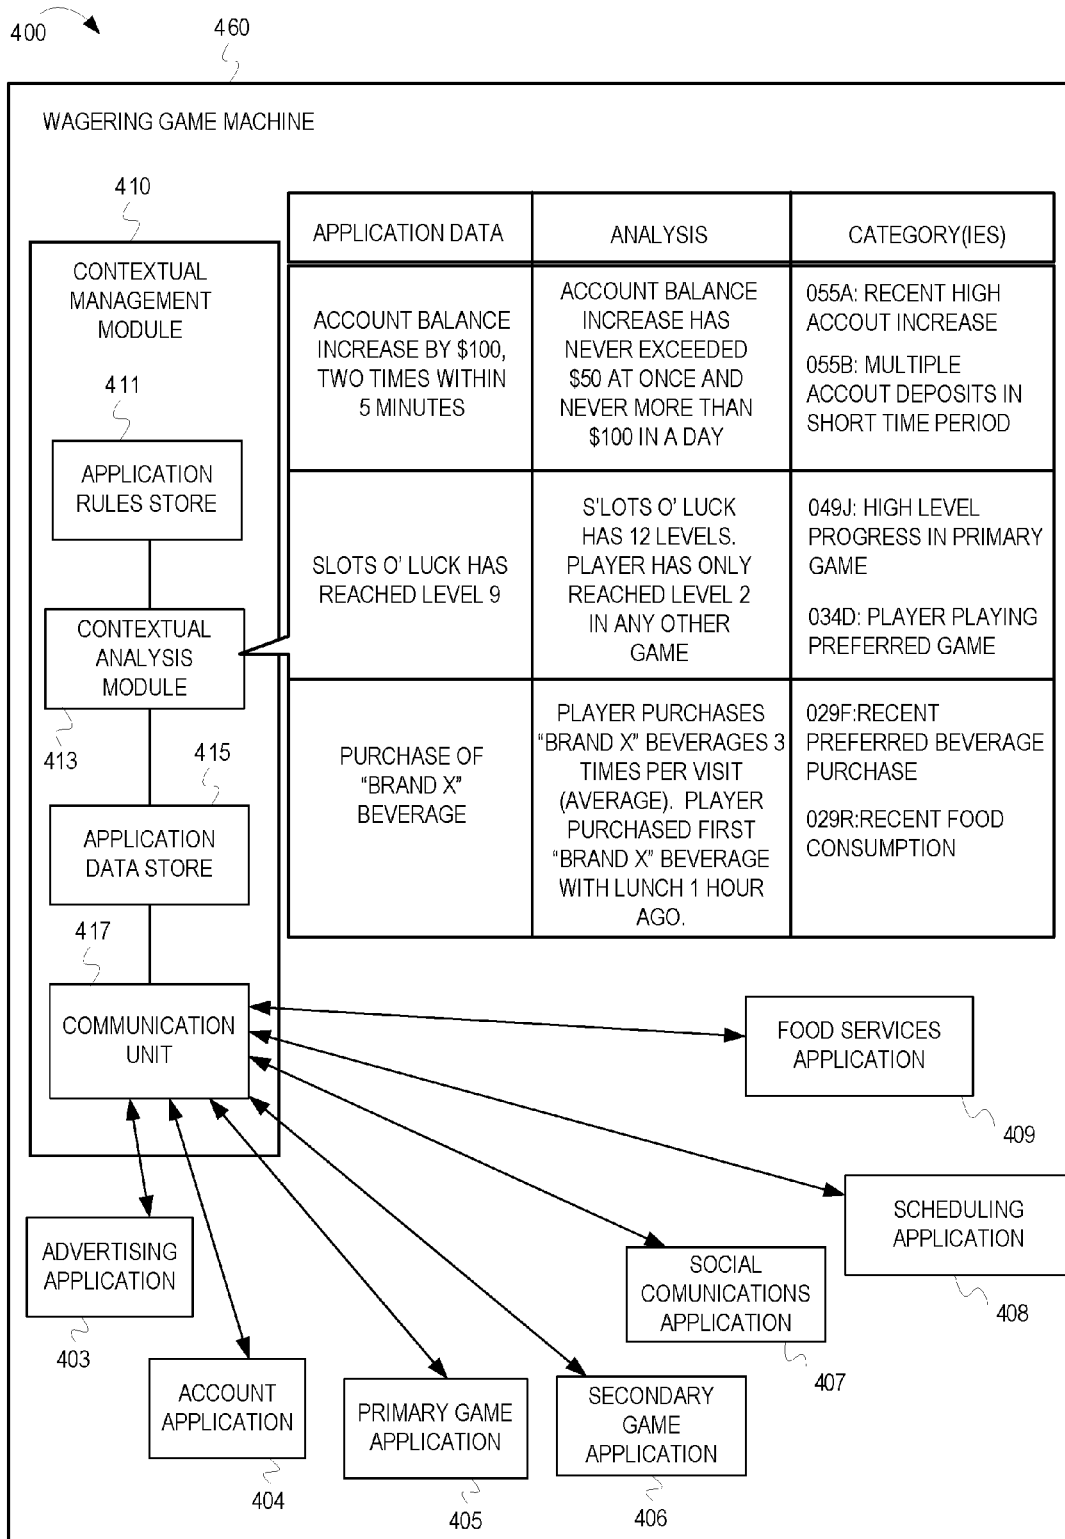 400
460
WAGERING GAME MACHINE
410
CONTEXTUAL
MANAGEMENT
MODULE
411
APPLICATION
RULES STORE
CONTEXTUAL
ANALYSIS
MODULE
413
415
APPLICATION
DATA STORE
417
COMMUNICATION
UNIT
APPLICATION DATA
ANALYSIS
CATEGORY(IES)
ACCOUNT BALANCE
INCREASE BY $100,
TWO TIMES WITHIN
5 MINUTES
ACCOUNT BALANCE
INCREASE HAS
NEVER EXCEEDED
$50 AT ONCE AND
NEVER MORE THAN
$100 IN A DAY
055A: RECENT HIGH
ACCOUT INCREASE
055B: MULTIPLE
ACCOUT DEPOSITS IN
SHORT TIME PERIOD
SLOTS O' LUCK HAS
REACHED LEVEL 9
S'LOTS O' LUCK
HAS 12 LEVELS.
PLAYER HAS ONLY
REACHED LEVEL 2
IN ANY OTHER
GAME
049J: HIGH LEVEL
PROGRESS IN PRIMARY
GAME
034D: PLAYER PLAYING
PREFERRED GAME
PURCHASE OF
“BRAND X”
BEVERAGE
PLAYER PURCHASES
“BRAND X” BEVERAGES 3
TIMES PER VISIT
(AVERAGE). PLAYER
PURCHASED FIRST
“BRAND X” BEVERAGE
WITH LUNCH 1 HOUR
AGO.
029F:RECENT
PREFERRED BEVERAGE
PURCHASE
029R:RECENT FOOD
CONSUMPTION
FOOD SERVICES
APPLICATION
409
SCHEDULING
APPLICATION
408
SOCIAL
COMUNICATIONS
APPLICATION
407
SECONDARY
GAME
APPLICATION
406
PRIMARY GAME
APPLICATION
405
ACCOUNT
APPLICATION
404
ADVERTISING
APPLICATION
403